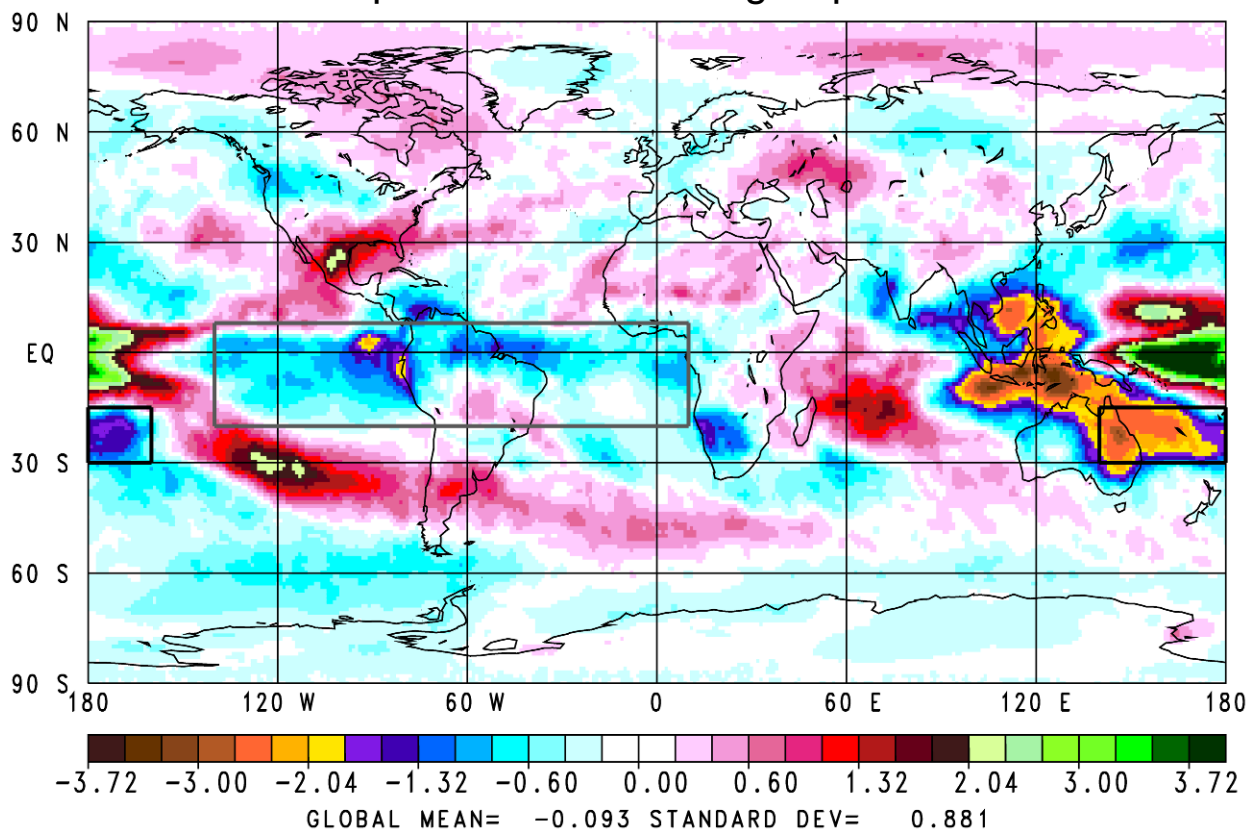 90 N
60 N
30 N
EQ
30 S
60 S
90 S
180 120 W 60 W 0 60 E 120 E 180
-3.72 -3.00 -2.04 -1.32 -0.60 0.00 0.60 1.32 2.04 3.00 3.72
GLOBAL MEAN= -0.093 STANDARD DEV= 0.881